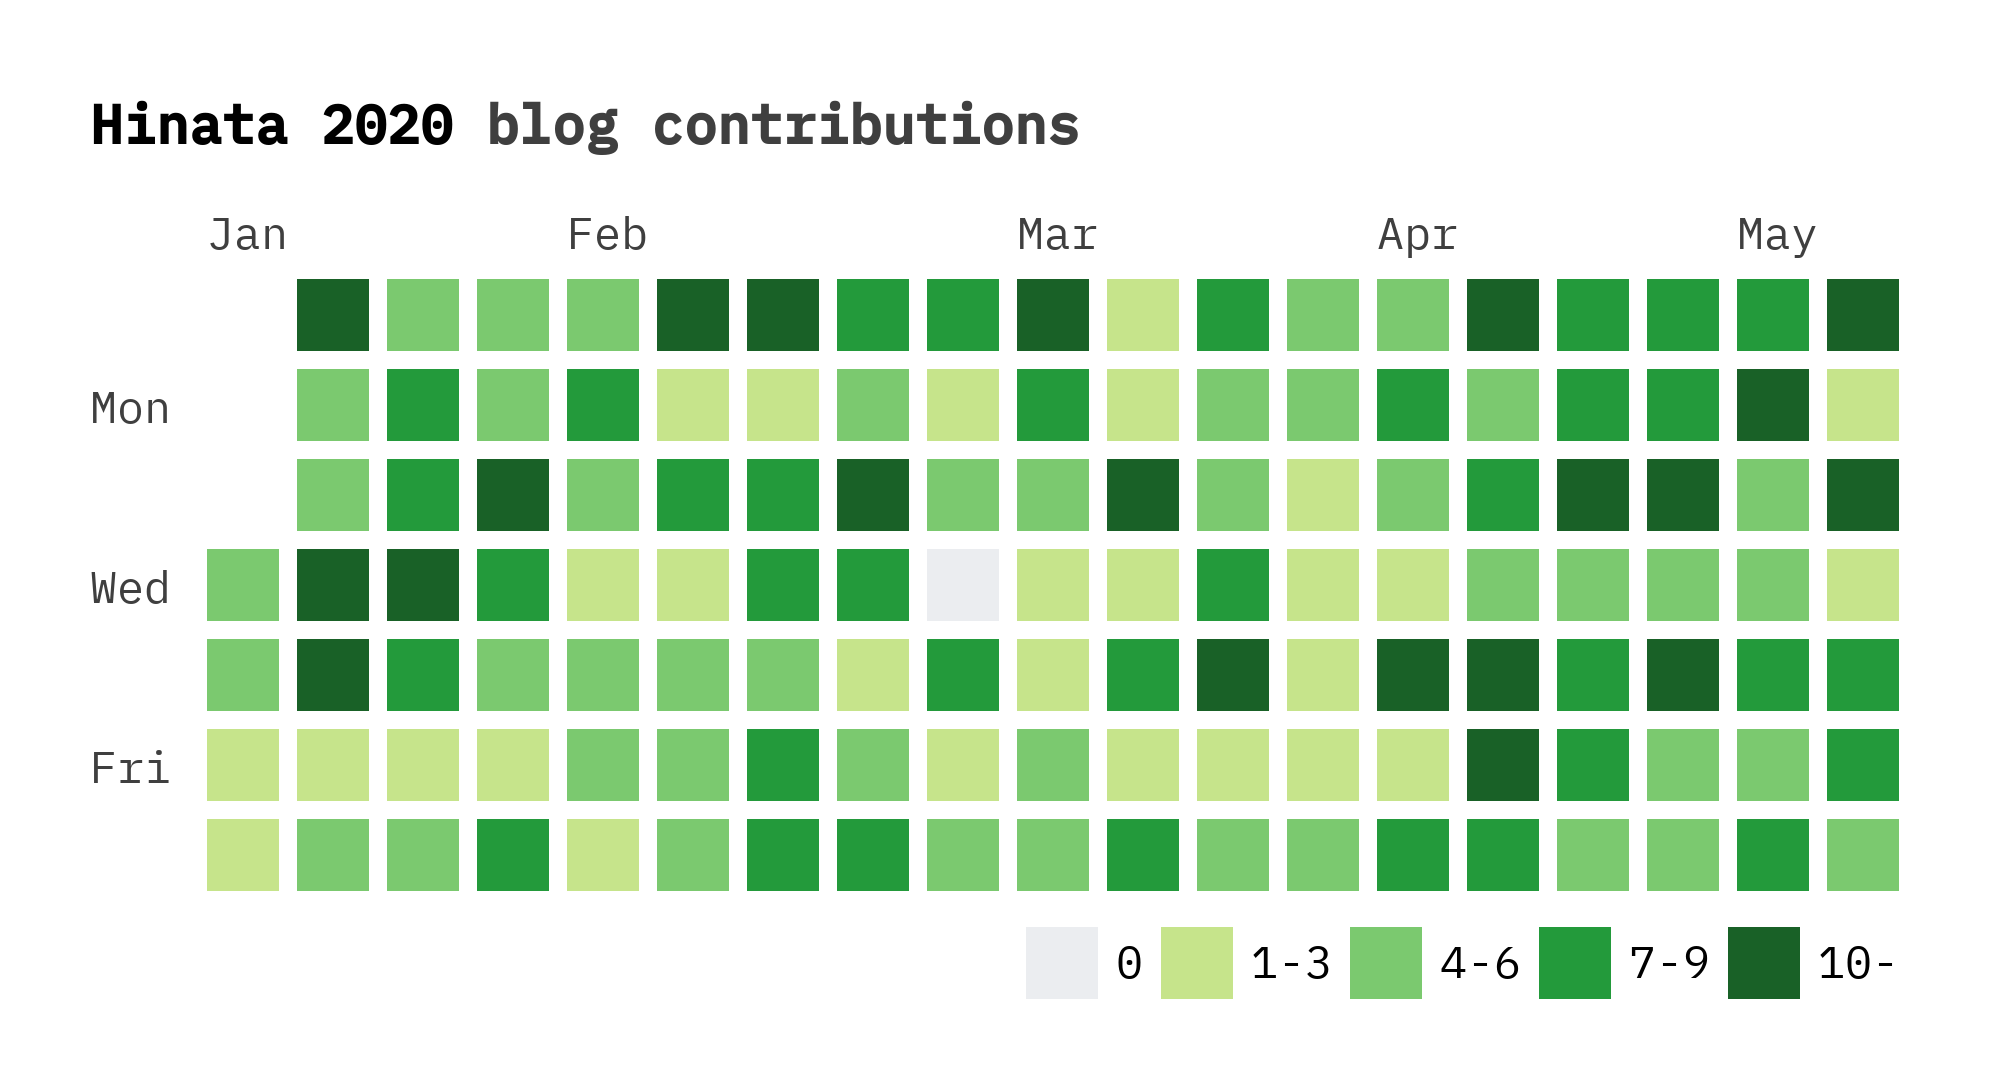 Hinata 2020 blog contributions
Jan Feb Mar Apr May
Mon
Wed
Fri
0 1-3 4-6 7-9 10-